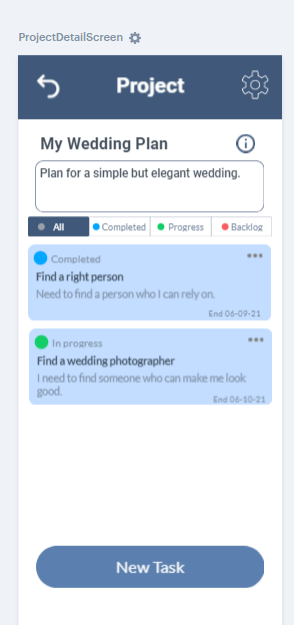 ProjectDetailScreen
Project
My Wedding Plan
Plan for a simple but elegant wedding.
All Completed Progress Backlog
Completed
Find a right person
Need to find a person who I can rely on.
End 06-09-21
In progress
Find a wedding photographer
I need to find someone who can make me look
good.
End 06-10-21
New Task